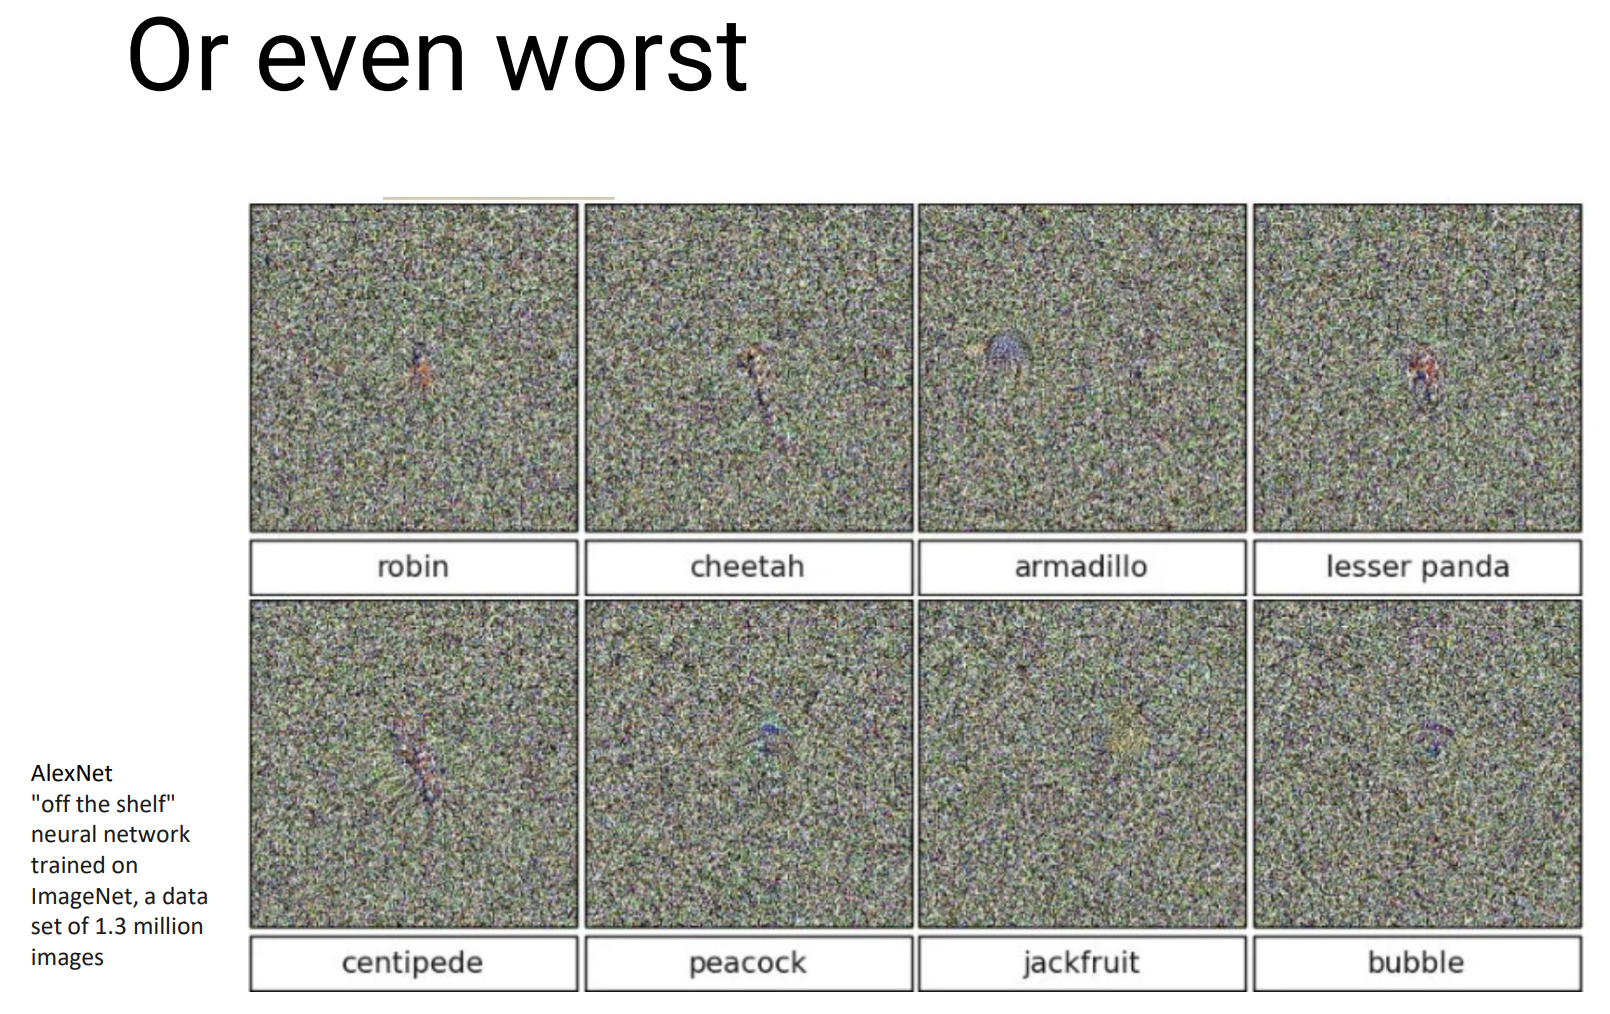 Or even worst
robin
cheetah
armadillo
lesser panda
centipede
peacock
jackfruit
bubble
AlexNet
"off the shelf"
neural network
trained on
ImageNet, a data
set of 1.3 million
images